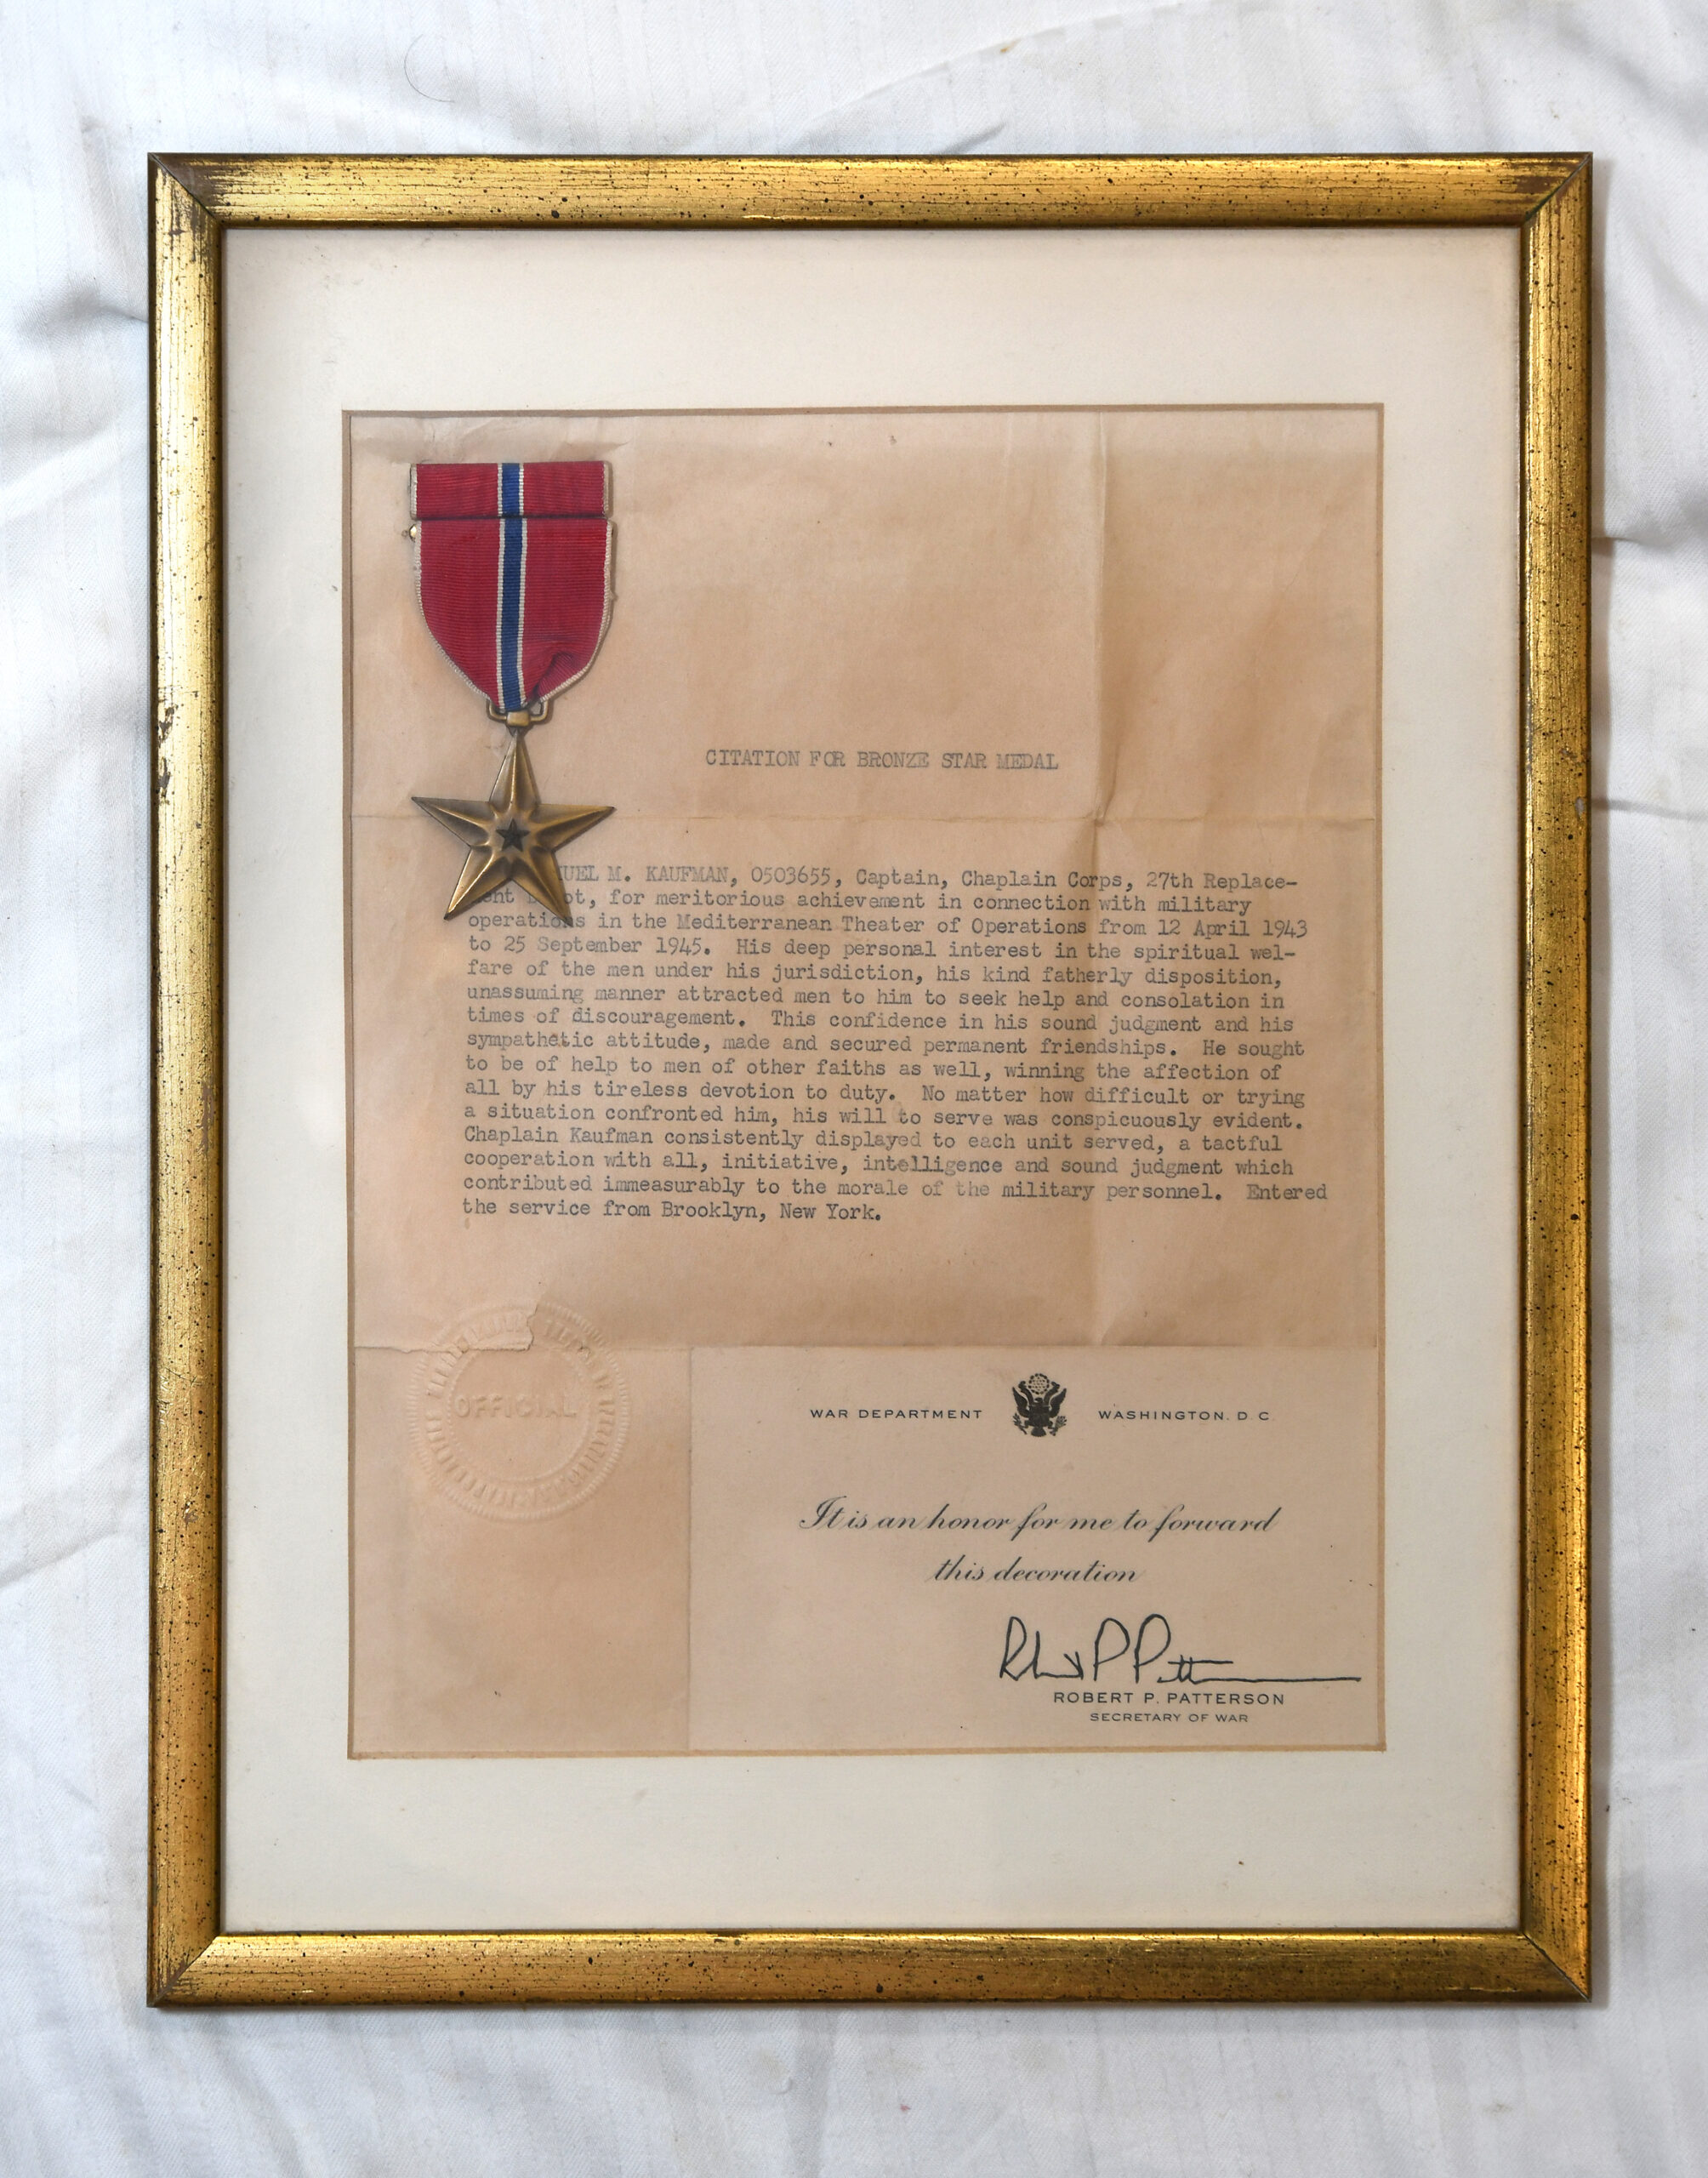 CITATION FOR BRONZE STAR MEDAL
UEL M. KAUFMAN, 0503655, Captain, Chaplain Corps, 27th Replace-
ent ot, for meritorious achievement in connection with military
operations in the Mediterranean Theater of Operations from 12 April 1943
to 25 September 1945. His deep personal interest in the spiritual wel-
fare of the men under his jurisdiction, his kind fatherly disposition,
unassuming manner attracted men to him to seek help and consolation in
times of discouragement. This confidence in his sound judgment and his
sympathetic attitude, made and secured permanent friendships. He sought
to be of help to men of other faiths as well, winning the affection of
all by his tireless devotion to duty. No matter how difficult or trying
a situation confronted him, his will to serve was conspicuously evident.
Chaplain Kaufman consistently displayed to each unit served, a tactful
cooperation with all, initiative, intelligence and sound judgment which
contributed immeasurably to the morale of the military personnel. Entered
the service from Brooklyn, New York.
OFFICIAL
WAR DEPARTMENT WASHINGTON. D C
It is an honor for me to forward
this decoration
Robt P Patterson
ROBERT P. PATTERSON
SECRETARY OF WAR